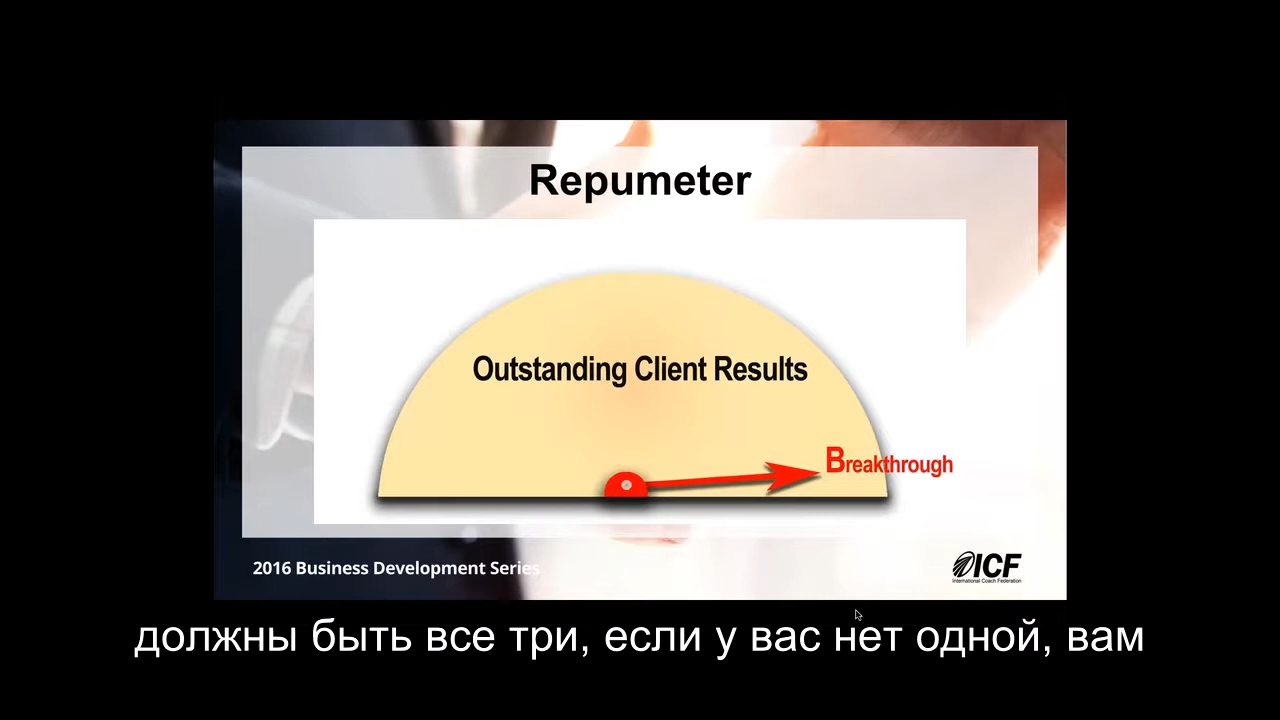 Repumeter
Outstanding Client Results
Breakthrough
2016 Business Development Series
ICF
International Coach Federation
должны быть все три, если у вас нет одной, вам